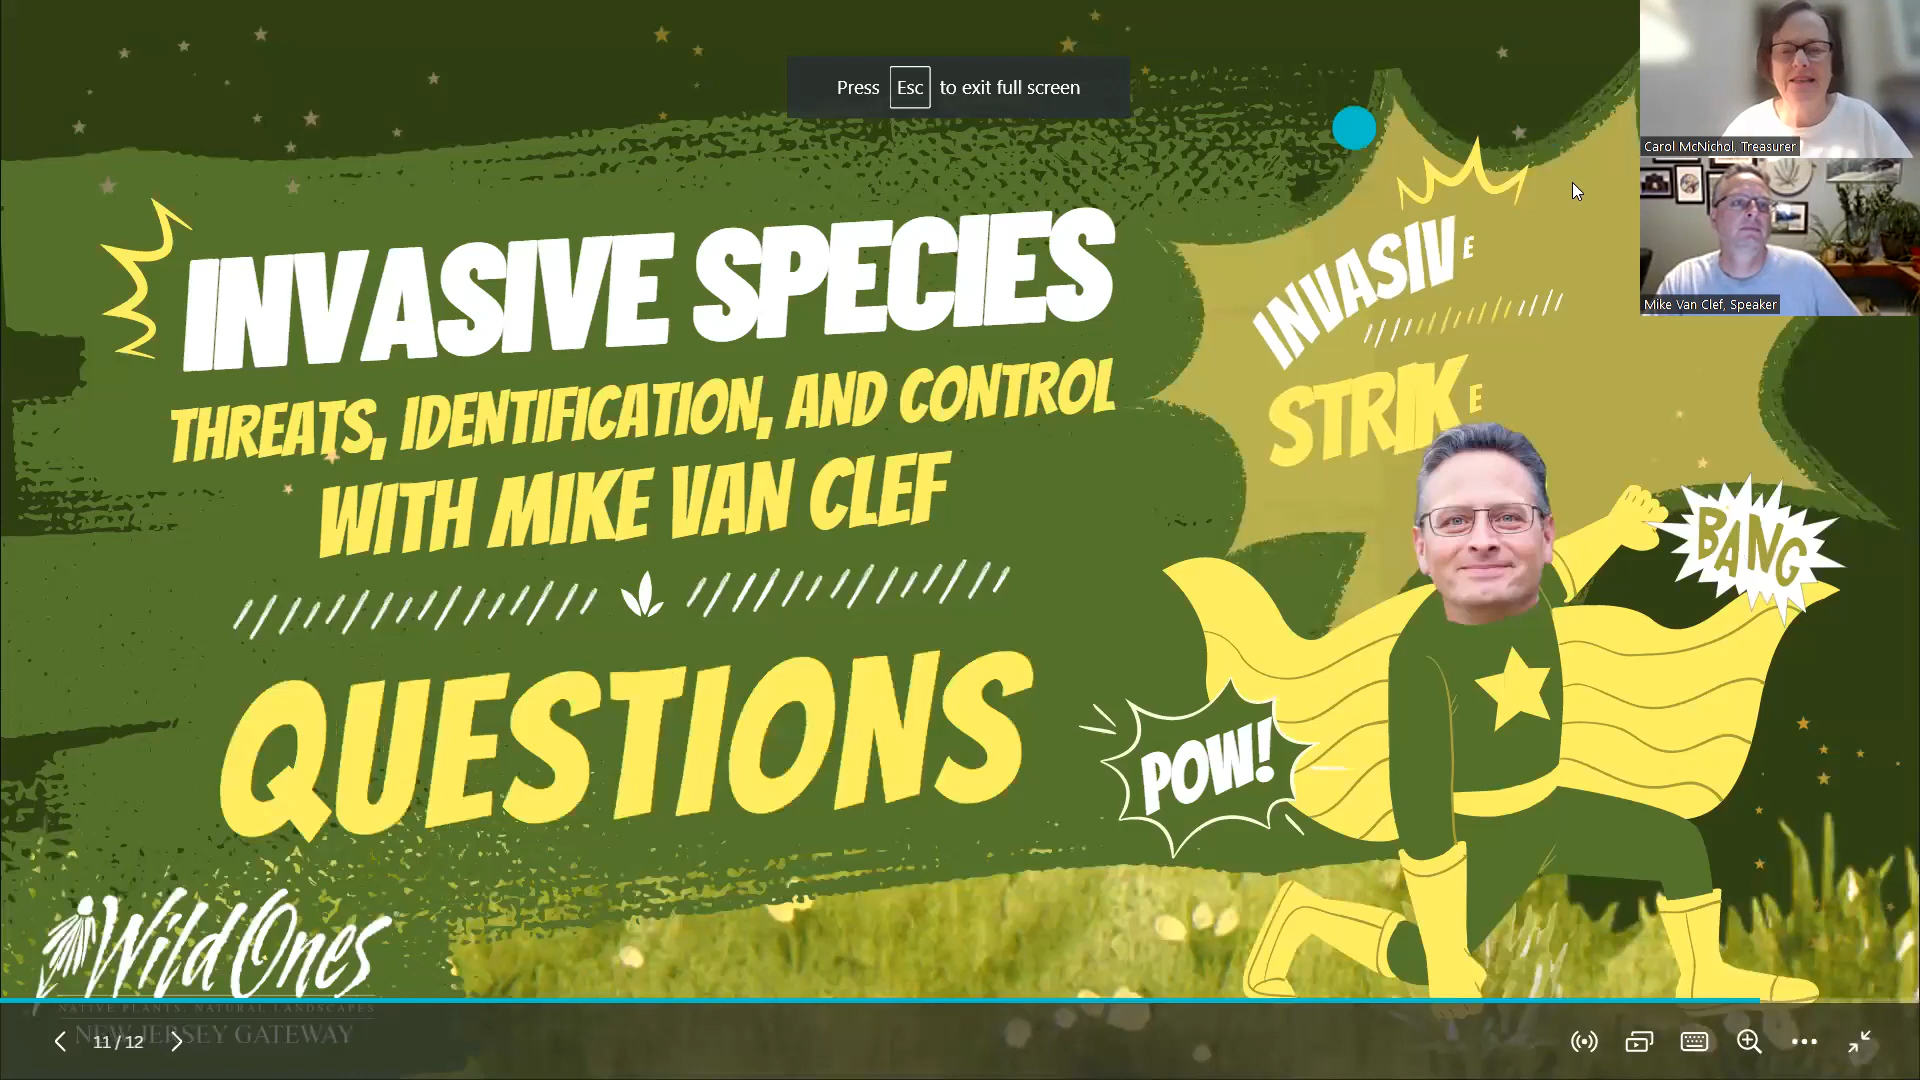 Press Esc to exit full screen
Carol McNichol, Treasurer
Mike Van Clef, Speaker
INVASIVE SPECIES
THREATS, IDENTIFICATION, AND CONTROL
WITH MIKE VAN CLEF
QUESTIONS
INVASIVE
STRIKE
BANG
POW!
Wild Ones
NATIVE PLANTS, NATURAL LANDSCAPES
NEW JERSEY GATEWAY
11 / 12